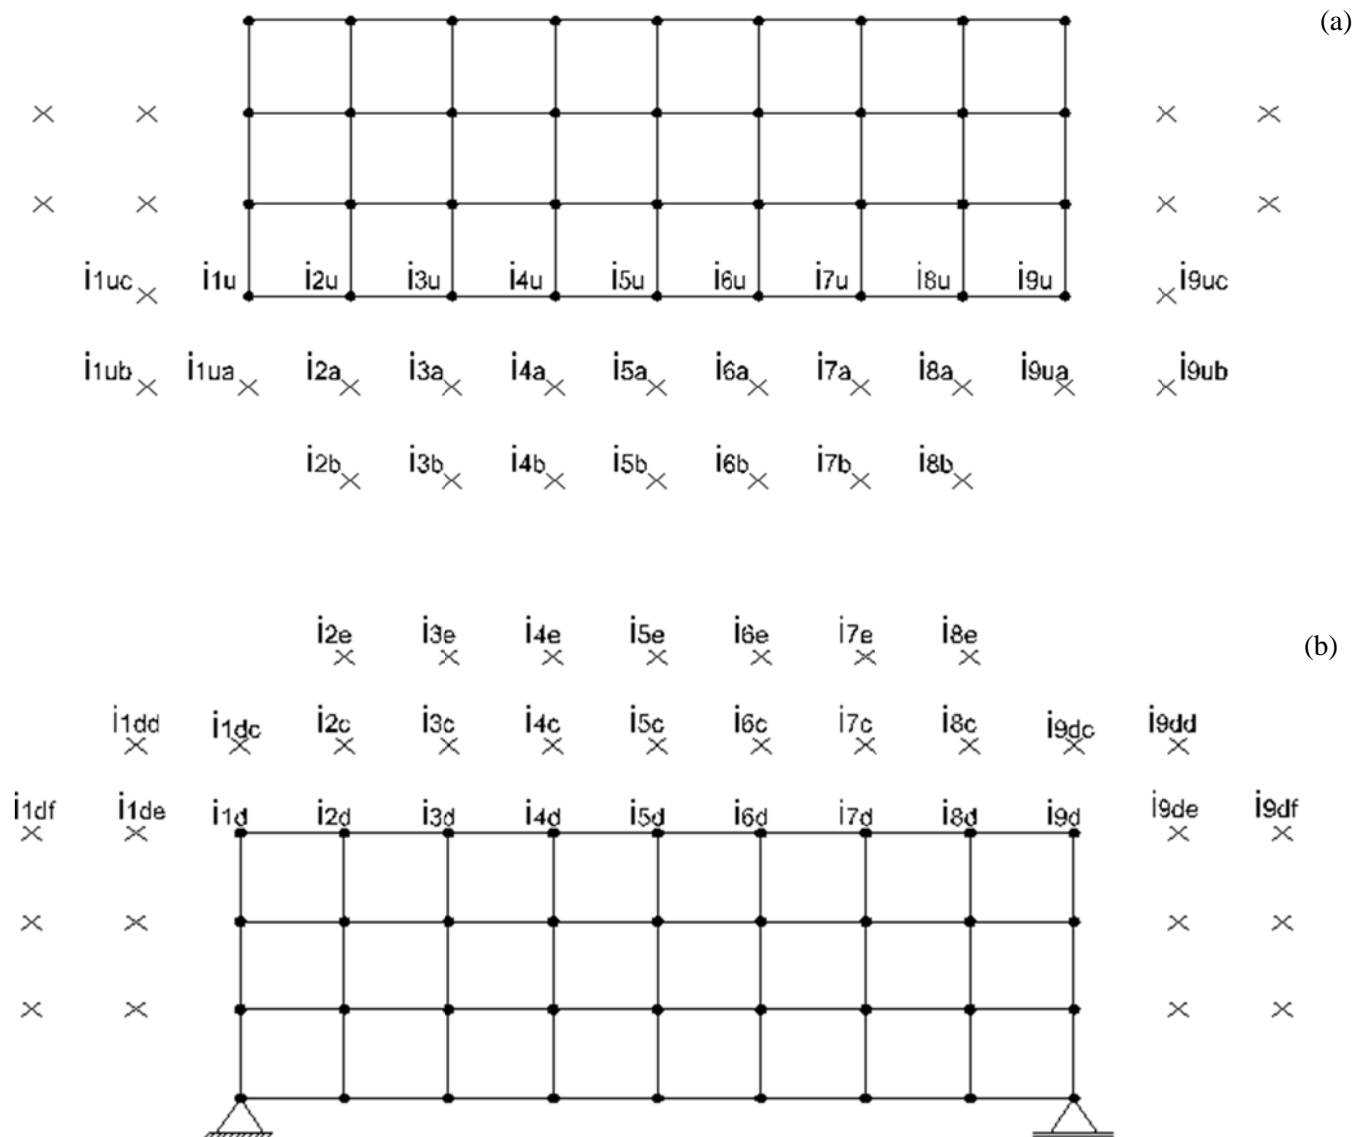 (a)
i1uc i1u i2u i3u i4u i5u i6u i7u i8u i9u i9uc
i1ub i1ua i2a i3a i4a i5a i6a i7a i8a i9ua i9ub
i2b i3b i4b i5b i6b i7b i8b
i2e i3e i4e i5e i6e i7e i8e
(b)
i1dd i1dc i2c i3c i4c i5c i6c i7c i8c i9dc i9dd
i1df i1de i1d i2d i3d i4d i5d i6d i7d i8d i9d i9de i9df